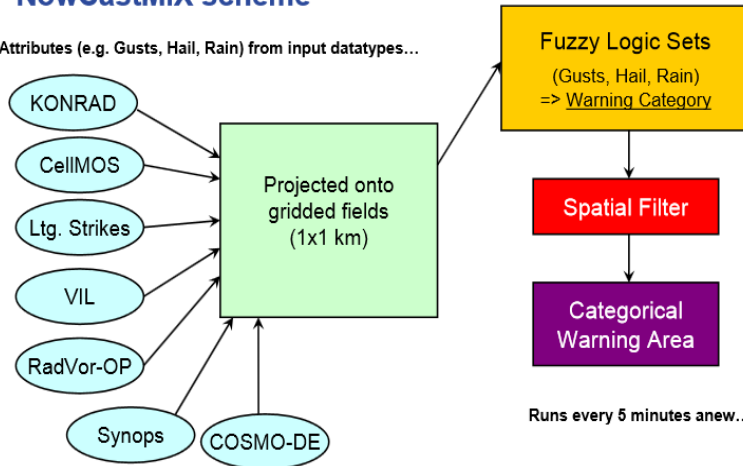 NowCastMIX Scheme
Attributes (e.g. Gusts, Hail, Rain) from input datatypes…
KONRAD
CellMOS
Ltg. Strikes
VIL
RadVor-OP
Synops
COSMO-DE
Projected onto
gridded fields
(1x1 km)
Fuzzy Logic Sets
(Gusts, Hail, Rain)
=> Warning Category
Spatial Filter
Categorical
Warning Area
Runs every 5 minutes anew…